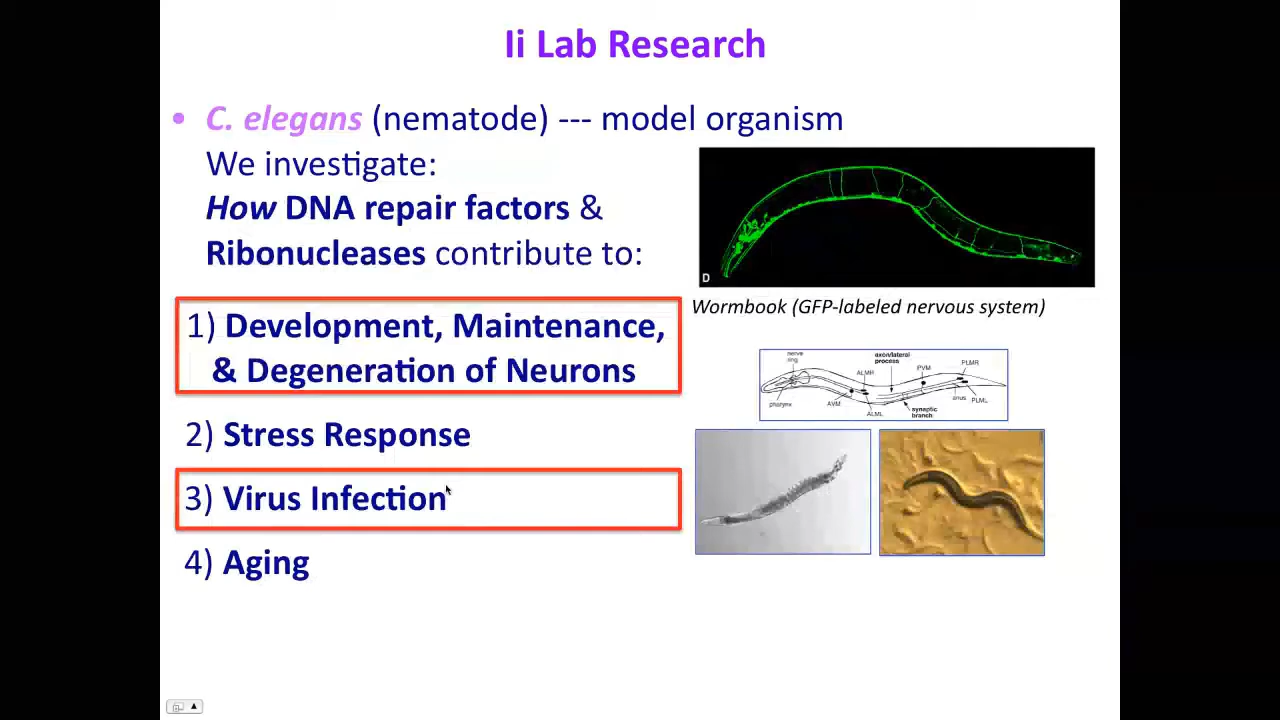 Ii Lab Research
• C. elegans (nematode) --- model organism
We investigate:
How DNA repair factors &
Ribonucleases contribute to:
1) Development, Maintenance,
& Degeneration of Neurons
2) Stress Response
3) Virus Infection
4) Aging
D
Wormbook (GFP-labeled nervous system)
nerve
ring
axon/lateral
process
ALMR
PVM
PLMR
pharynx
AVM
ALML
synaptic
branch
anus
PLML